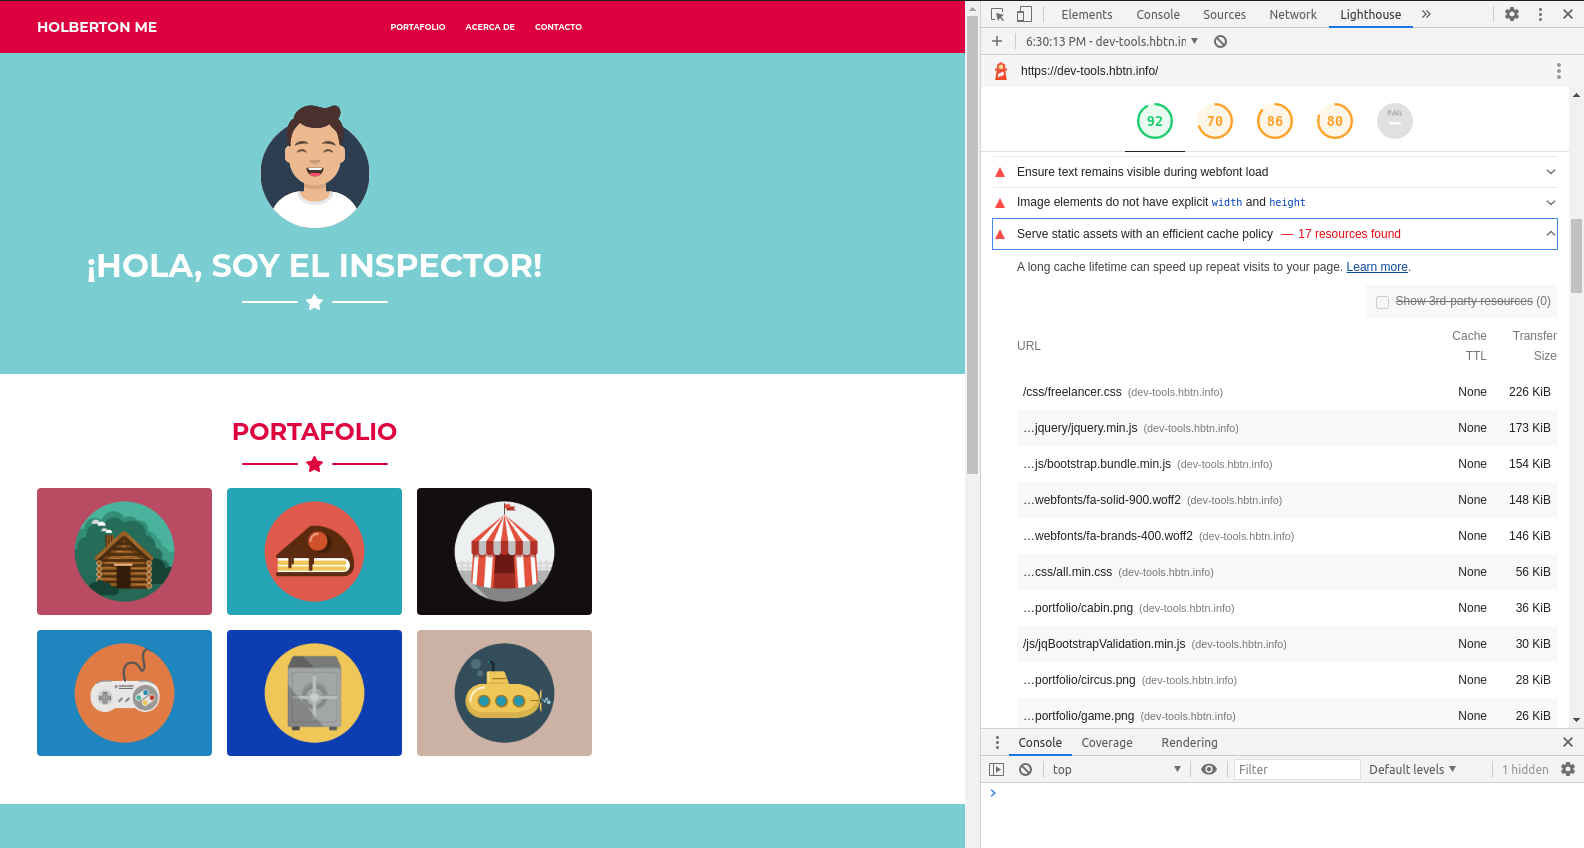 HOLBERTON ME
PORTAFOLIO ACERCA DE CONTACTO
¡HOLA, SOY EL INSPECTOR!
PORTAFOLIO
Elements Console Sources Network Lighthouse
6:30:13 PM - dev-tools.hbtn.in
https://dev-tools.hbtn.info/
92 70 86 80
Ensure text remains visible during webfont load
Image elements do not have explicit width and height
Serve static assets with an efficient cache policy — 17 resources found
A long cache lifetime can speed up repeat visits to your page. Learn more.
Show 3rd-party resources (0)
URL Cache TTL Transfer Size
/css/freelancer.css (dev-tools.hbtn.info) None 226 KiB
…jquery/jquery.min.js (dev-tools.hbtn.info) None 173 KiB
…js/bootstrap.bundle.min.js (dev-tools.hbtn.info) None 154 KiB
…webfonts/fa-solid-900.woff2 (dev-tools.hbtn.info) None 148 KiB
…webfonts/fa-brands-400.woff2 (dev-tools.hbtn.info) None 146 KiB
…css/all.min.css (dev-tools.hbtn.info) None 56 KiB
…portfolio/cabin.png (dev-tools.hbtn.info) None 36 KiB
/js/jqBootstrapValidation.min.js (dev-tools.hbtn.info) None 30 KiB
…portfolio/circus.png (dev-tools.hbtn.info) None 28 KiB
…portfolio/game.png (dev-tools.hbtn.info) None 26 KiB
Console Coverage Rendering
top Filter Default levels 1 hidden